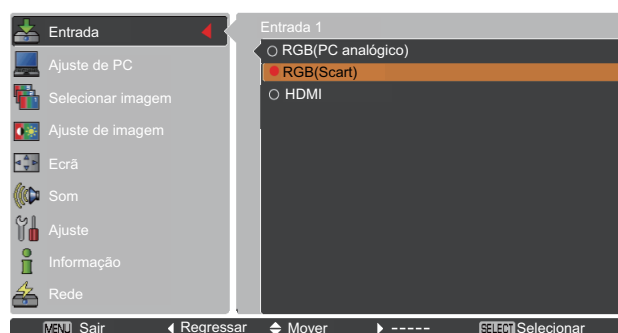 Entrada
Ajuste de PC
Selecionar imagem
Ajuste de imagem
Ecrã
Som
Ajuste
Informação
Rede
Entrada 1
RGB(PC analógico)
RGB(Scart)
HDMI
MENU Sair Regressar Mover ----- SELECT Selecionar